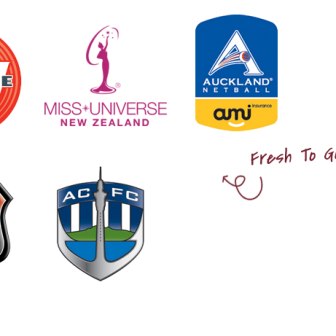 MISS UNIVERSE
NEW ZEALAND
AUCKLAND
NETBALL
ami insurance
Fresh To
AC FC